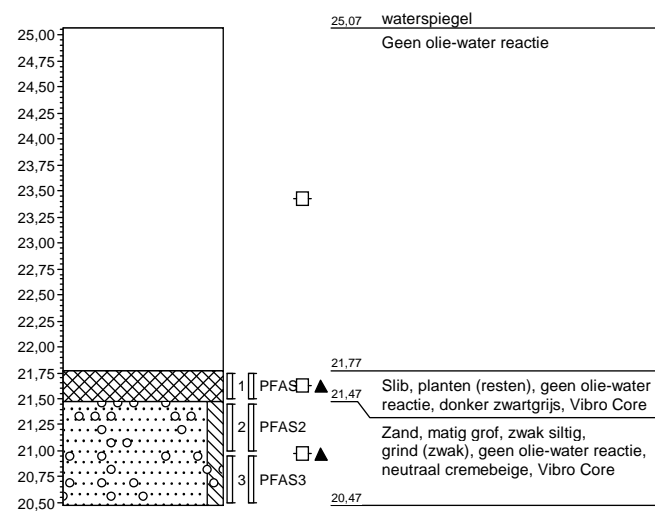 25,07 waterspiegel
25,00
Geen olie-water reactie
24,75
24,50
24,25
24,00
23,75
23,50
23,25
23,00
22,75
22,50
22,25
22,00
21,77
21,75
1 PFAS
Slib, planten (resten), geen olie-water
reactie, donker zwartgrijs, Vibro Core
21,50
21,47
21,25
2 PFAS2
Zand, matig grof, zwak siltig,
grind (zwak), geen olie-water reactie,
neutraal cremebeige, Vibro Core
21,00
20,75
3 PFAS3
20,50
20,47